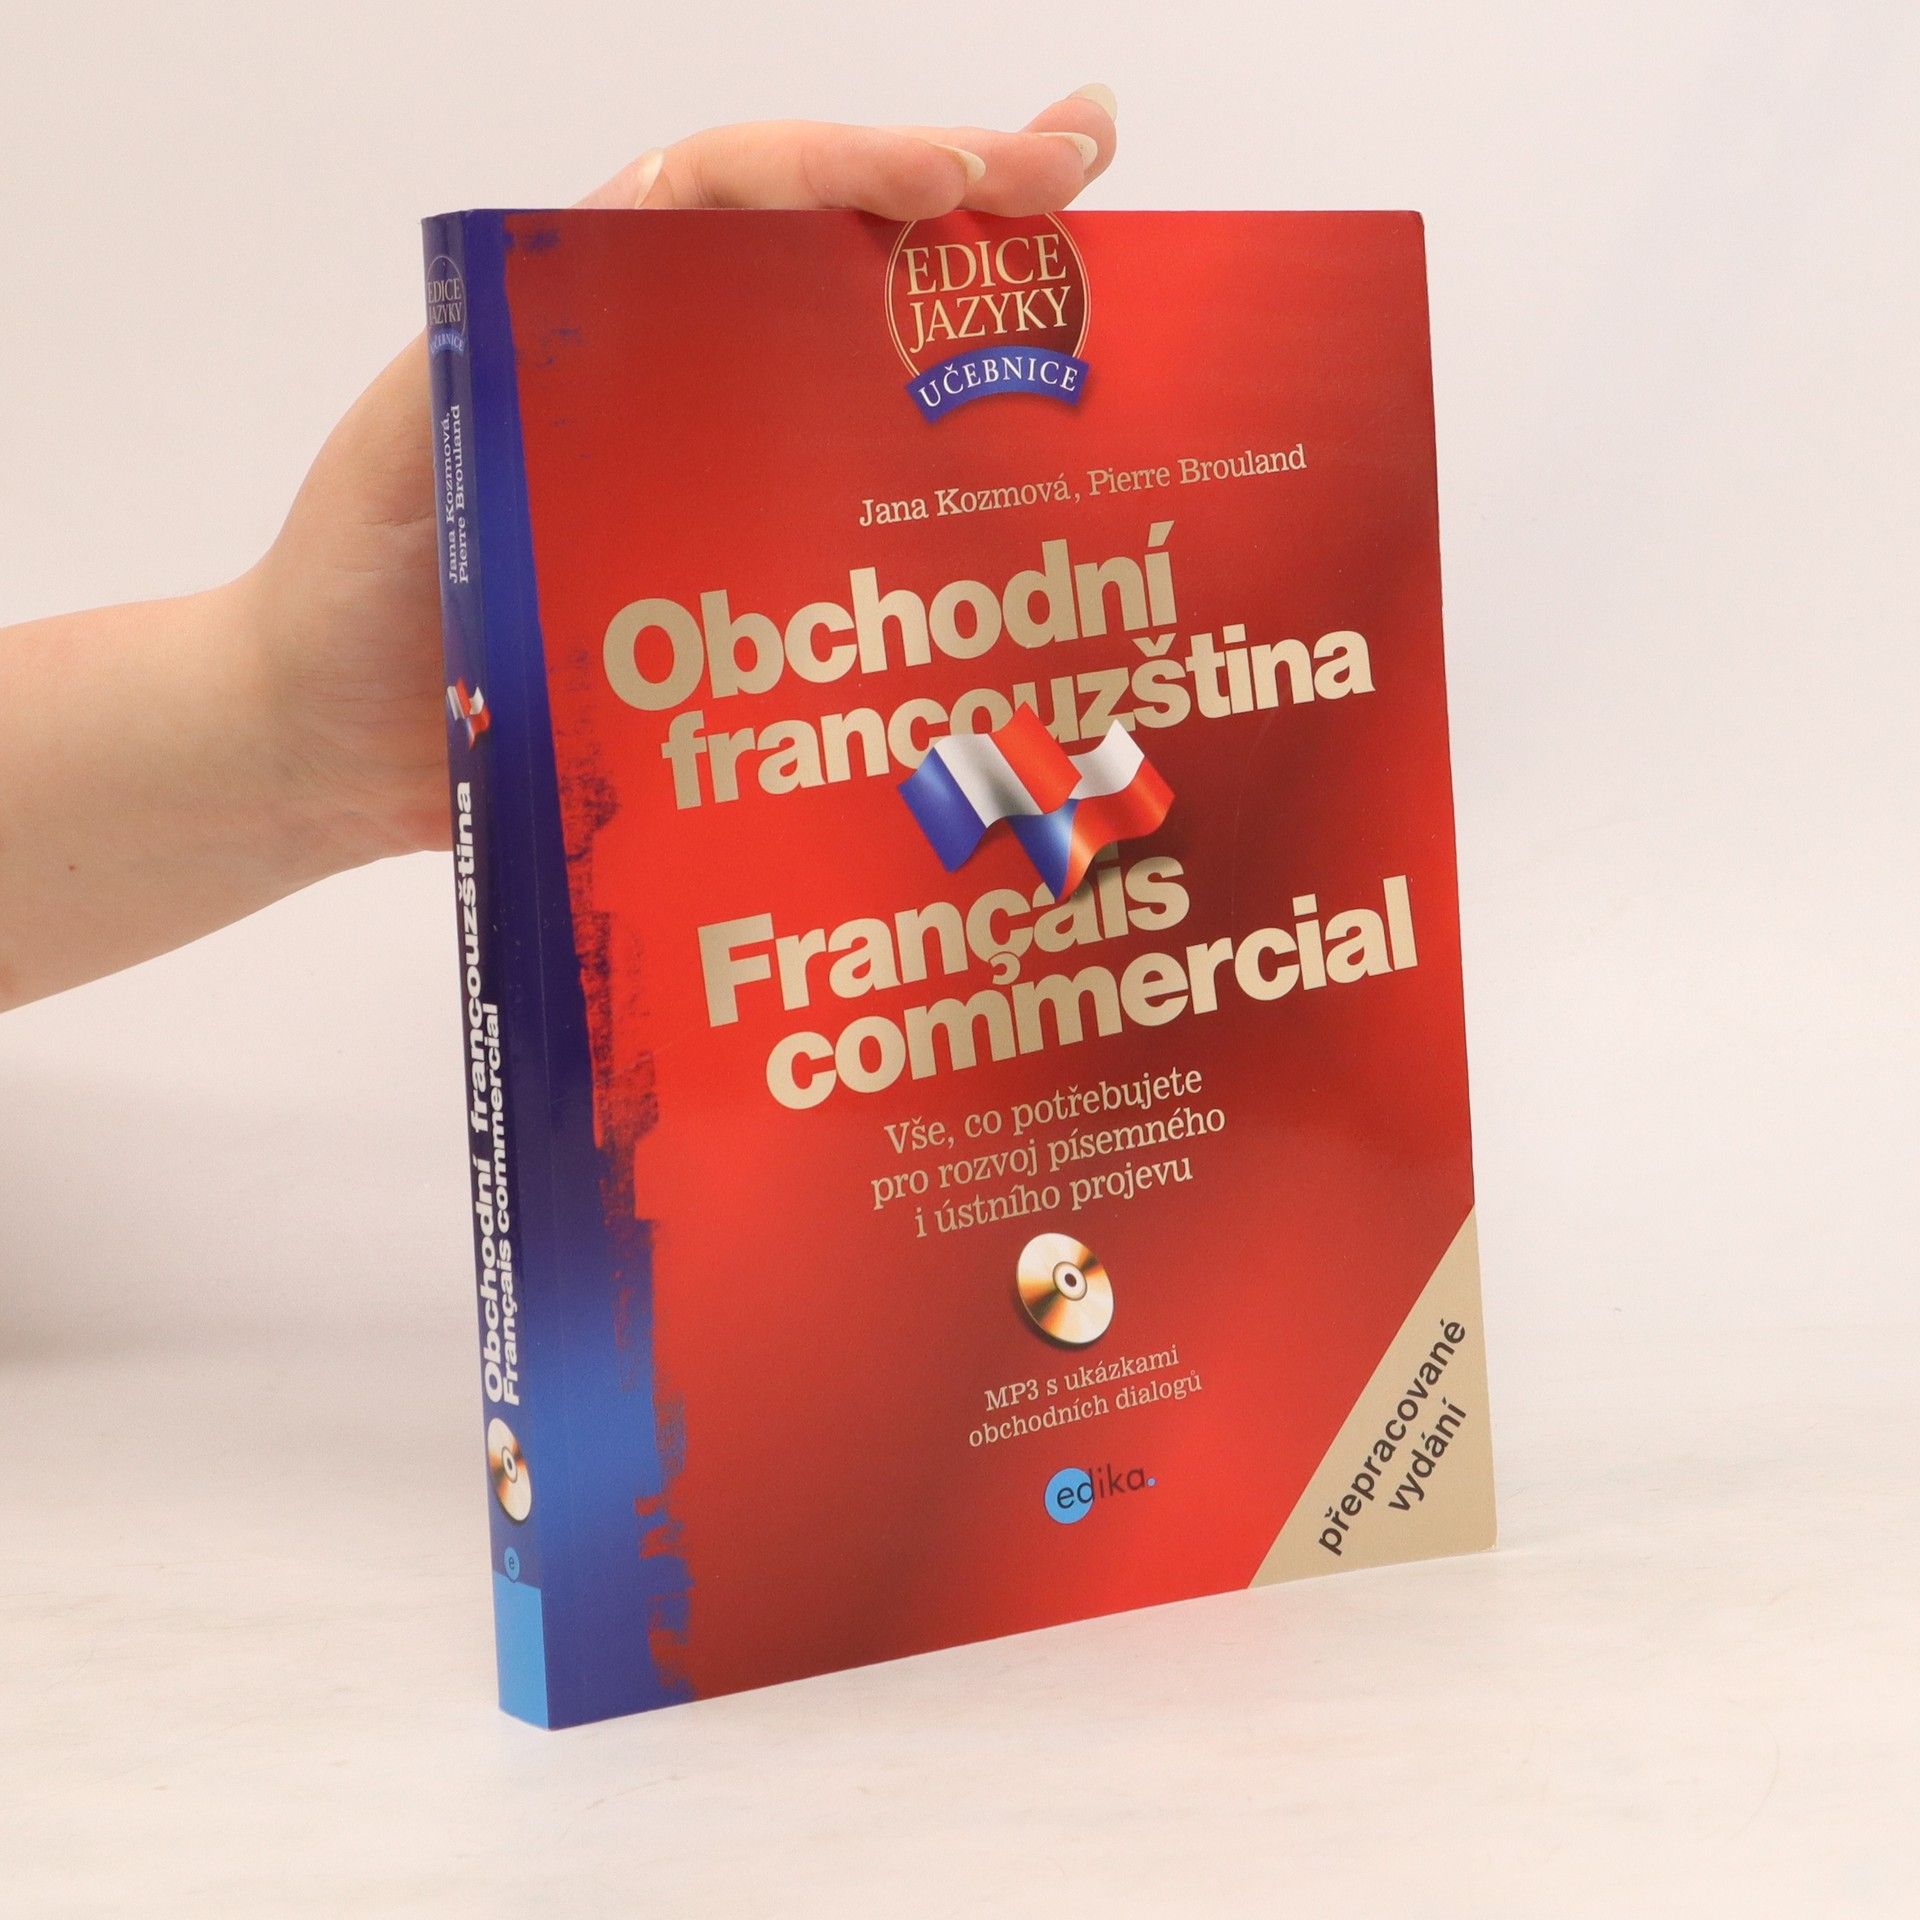 EDICE
JAZYKY
UČEBNICE
Jana Kozmová, Pierre Brouland
Obchodní
francouzština
Français
commercial
Vše, co potřebujete
pro rozvoj písemného
i ústního projevu
MP3 s ukázkami
obchodních dialogů
edika.
přepracované
vydání
EDICE
JAZYKY
UČEBNICE
Jana Kozmová,
Pierre Brouland
Obchodní francouzština
Français commercial
e